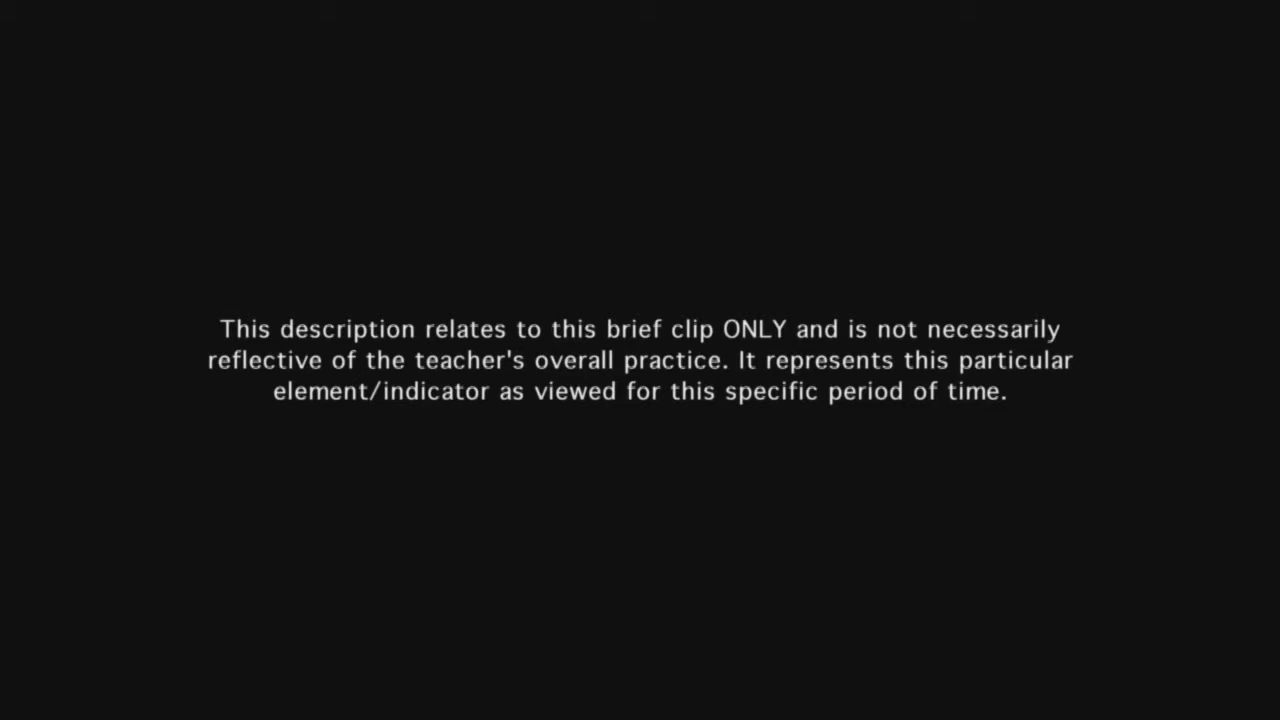 This description relates to this brief clip ONLY and is not necessarily
reflective of the teacher's overall practice. It represents this particular
element/indicator as viewed for this specific period of time.